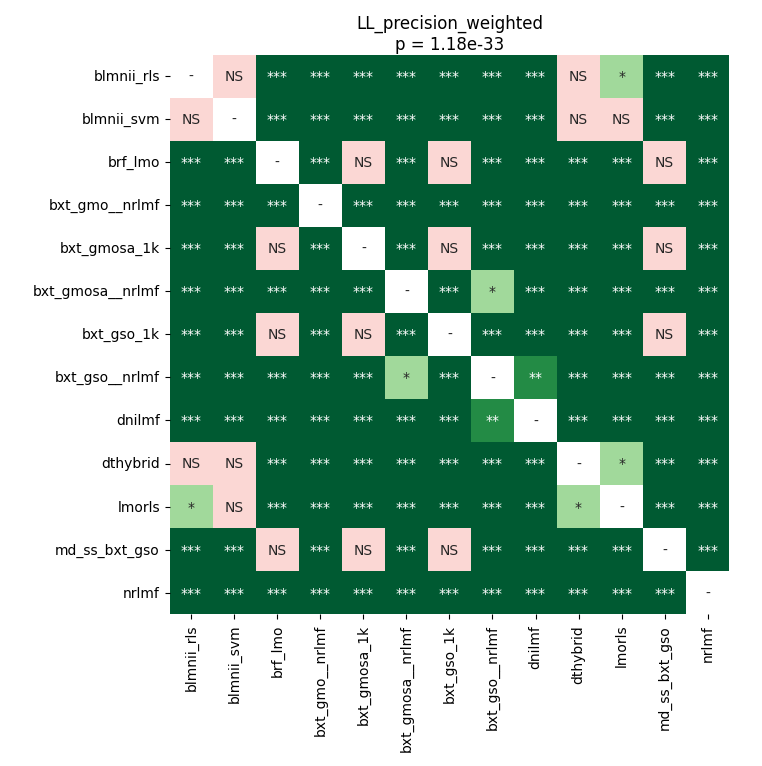 LL_precision_weighted
p = 1.18e-33
blmnii_rls - NS *** *** *** *** *** *** *** NS * *** ***
blmnii_svm NS - *** *** *** *** *** *** *** NS NS *** ***
brf_lmo *** *** - *** NS *** NS *** *** *** *** NS ***
bxt_gmo__nrlmf *** *** *** - *** *** *** *** *** *** *** *** ***
bxt_gmosa_1k *** *** NS *** - *** NS *** *** *** *** NS ***
bxt_gmosa__nrlmf *** *** *** *** *** - *** * *** *** *** *** ***
bxt_gso_1k *** *** NS *** NS *** - *** *** *** *** NS ***
bxt_gso__nrlmf *** *** *** *** *** * *** - ** *** *** *** ***
dnilmf *** *** *** *** *** *** *** ** - *** *** *** ***
dthybrid NS NS *** *** *** *** *** *** *** - * *** ***
lmorls * NS *** *** *** *** *** *** *** * - *** ***
md_ss_bxt_gso *** *** NS *** NS *** NS *** *** *** *** - ***
nrlmf *** *** *** *** *** *** *** *** *** *** *** *** -
blmnii_rls
blmnii_svm
brf_lmo
bxt_gmo__nrlmf
bxt_gmosa_1k
bxt_gmosa__nrlmf
bxt_gso_1k
bxt_gso__nrlmf
dnilmf
dthybrid
lmorls
md_ss_bxt_gso
nrlmf